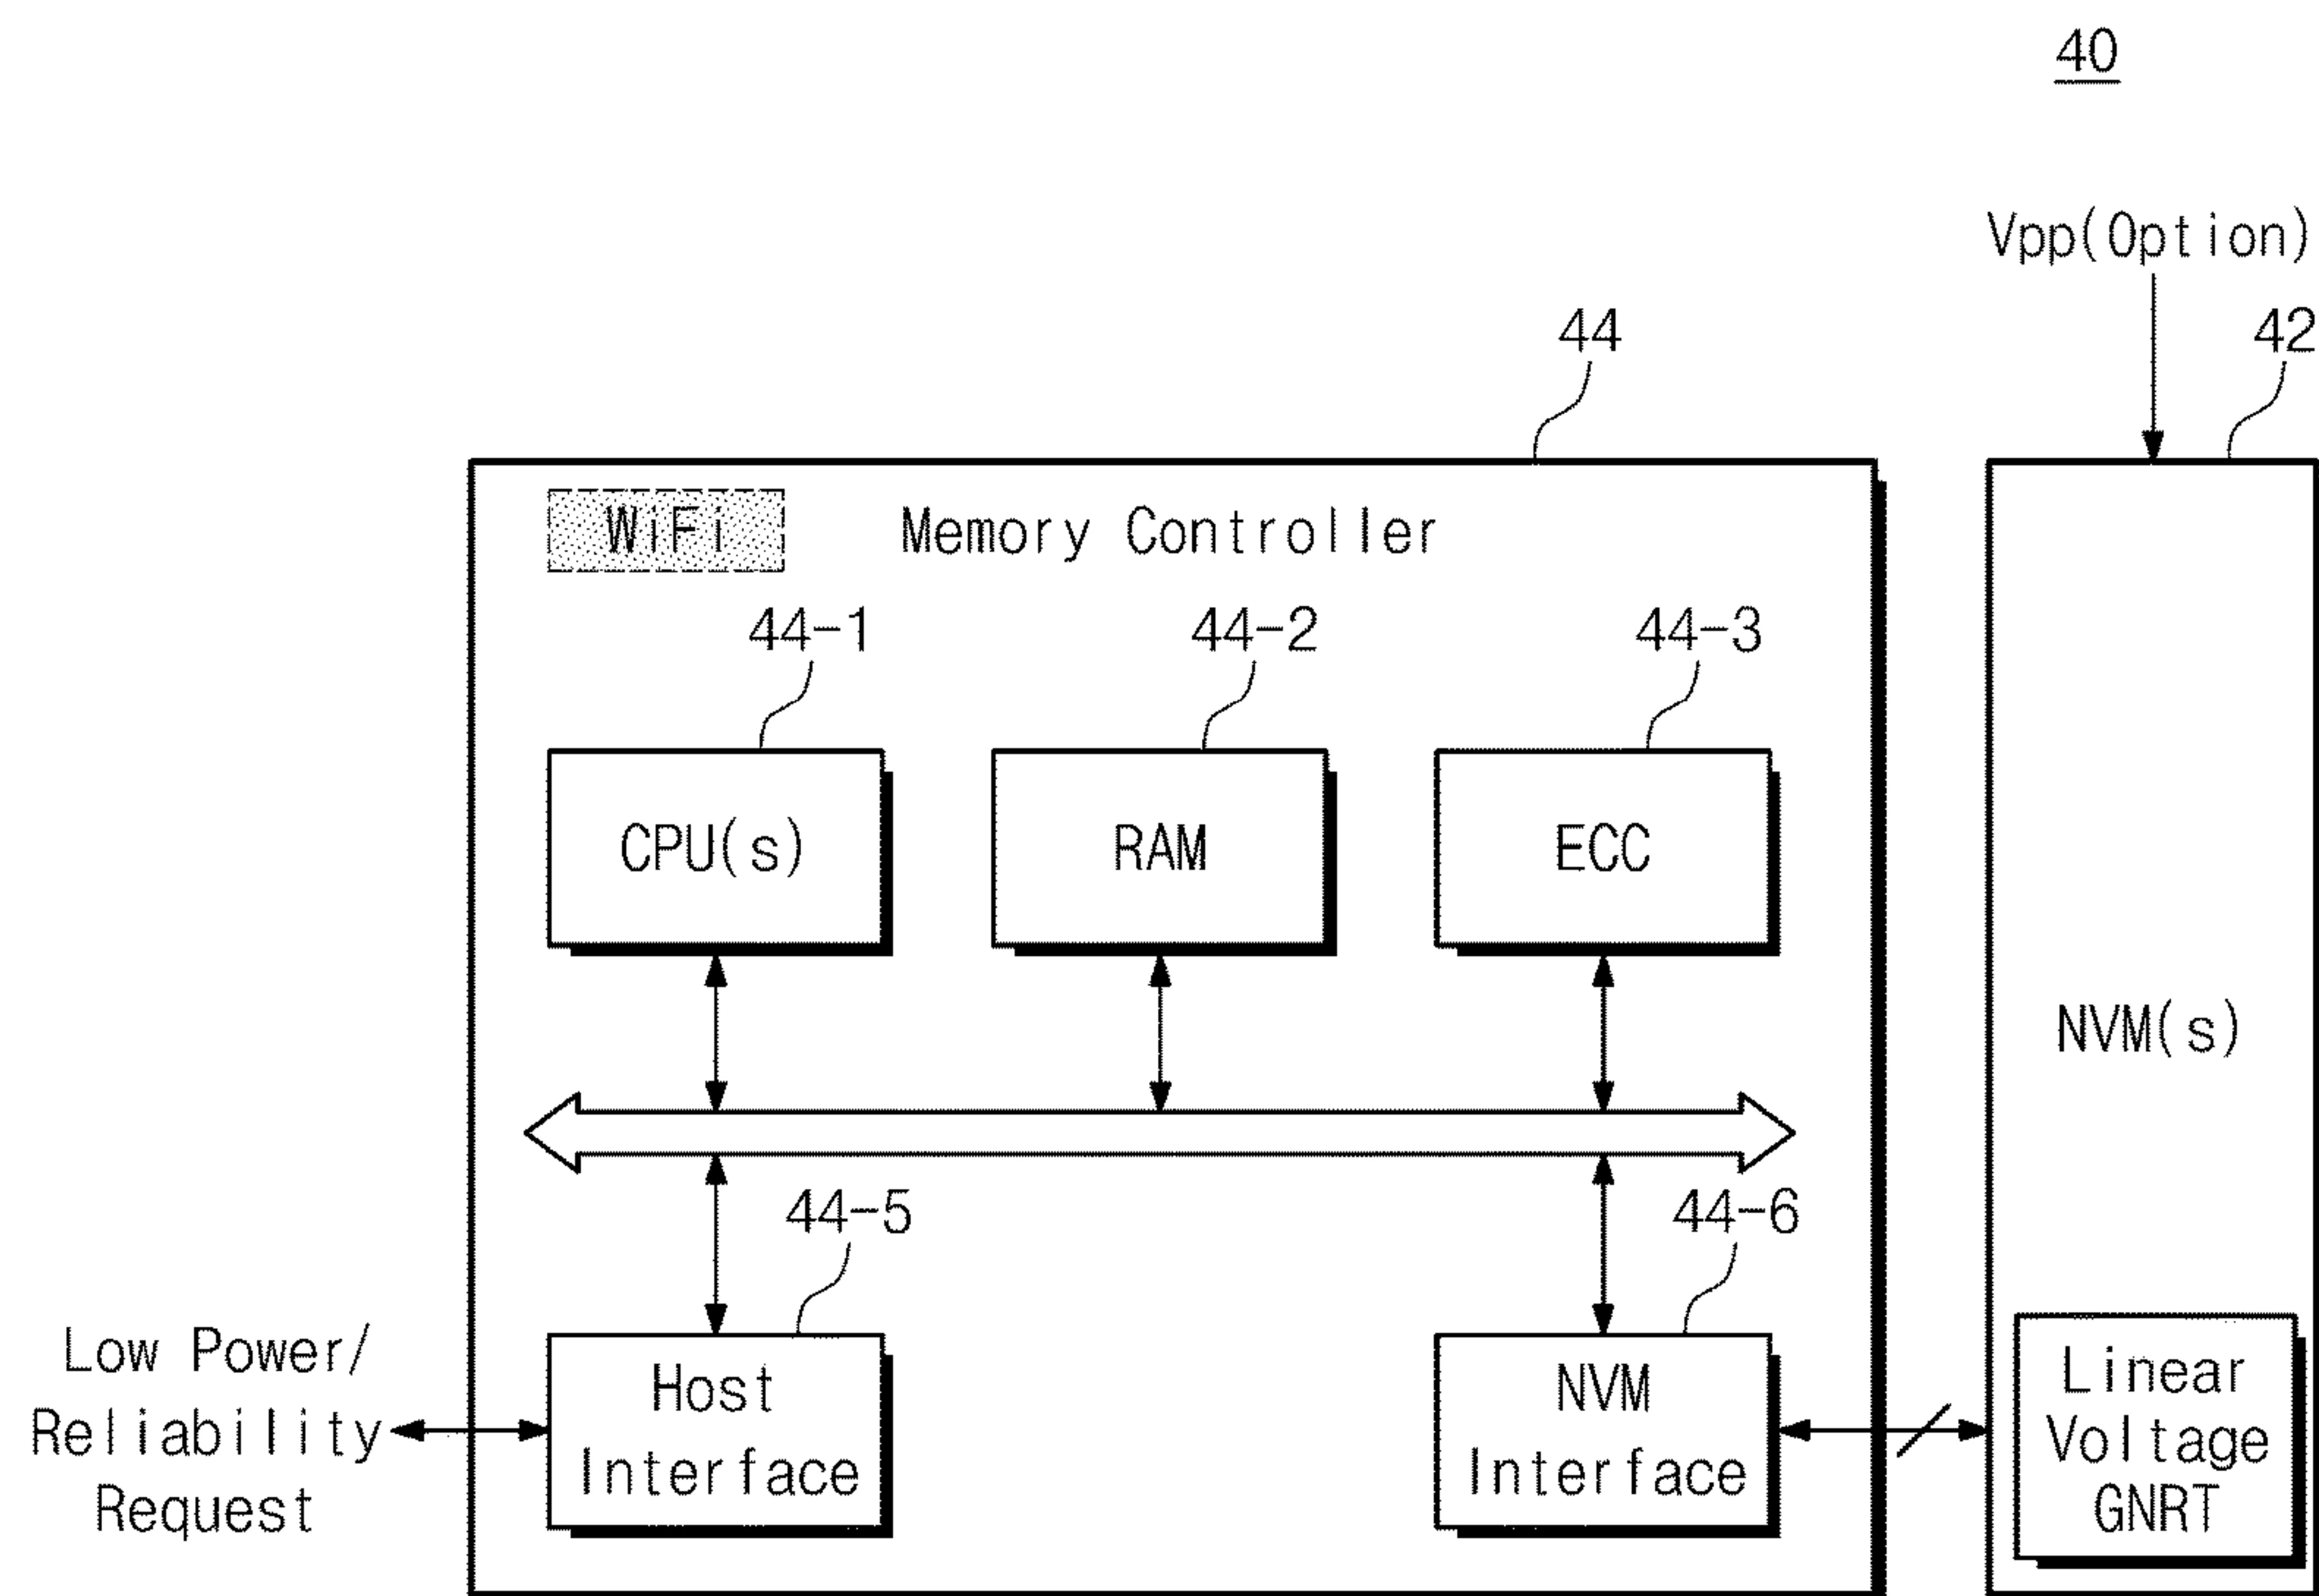 40
Vpp(Option)
44
42
WiFi
Memory Controller
44-1
44-2
44-3
CPU(s)
RAM
ECC
NVM(s)
44-5
44-6
Low Power/
Reliability
Request
Host
Interface
NVM
Interface
Linear
Voltage
GNRT